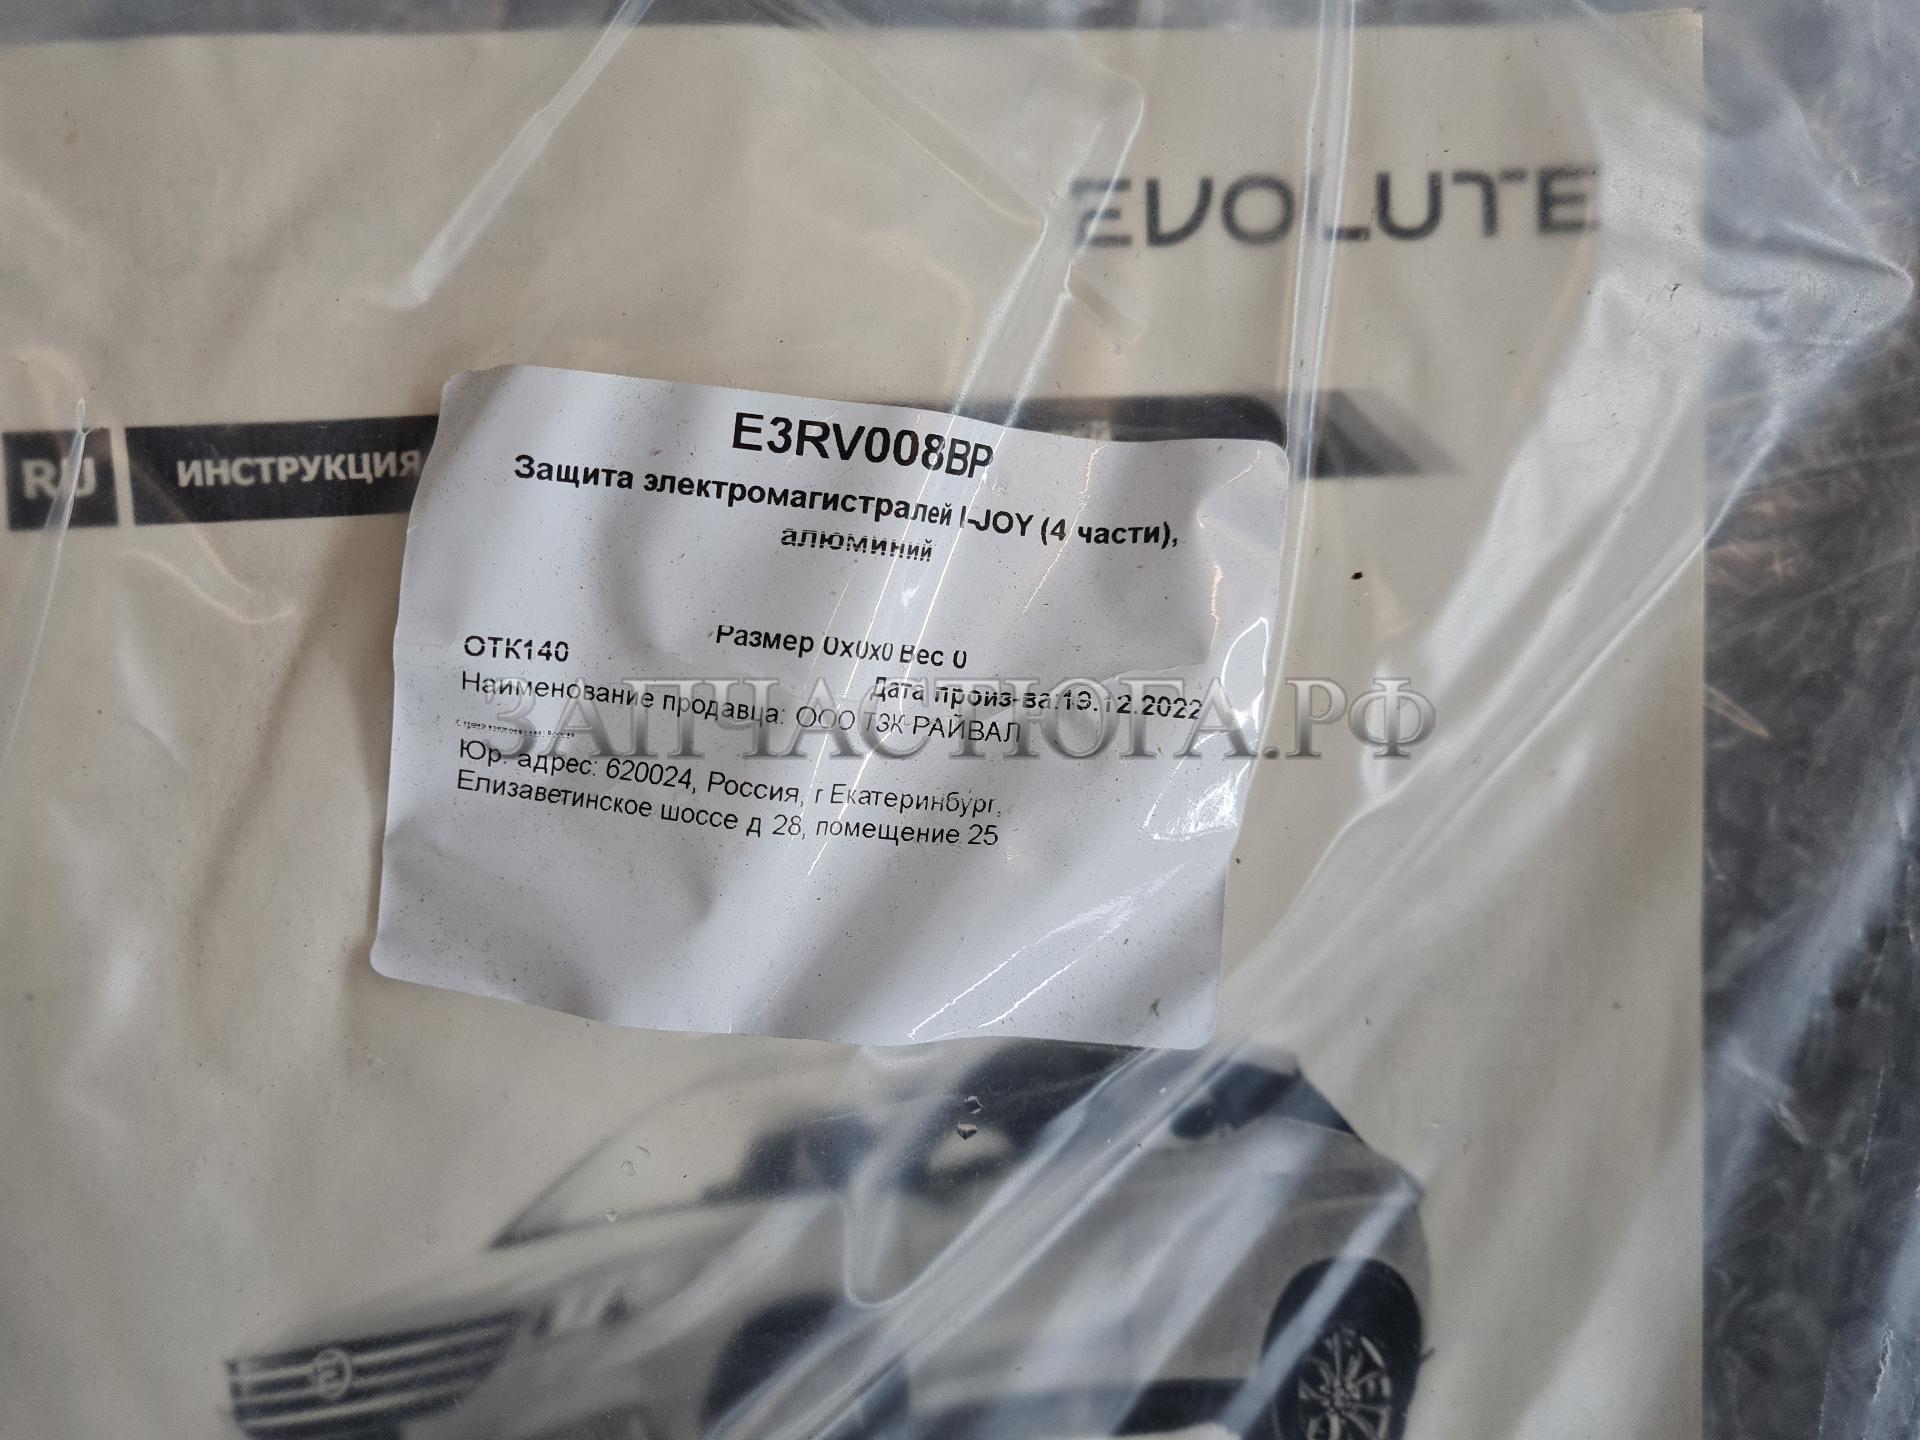 EVOLUTE
RU ИНСТРУКЦИЯ
E3RV008BP
Защита электромагистралей I-JOY (4 части),
алюминий
Размер 0x0x0 Вес 0
ОТК140
Дата произ-ва:19.12.2022
Наименование продавца: ООО ТЗК-РАЙВАЛ
ЗАПЧАСТЮГА.РФ
Юр. адрес: 620024, Россия, г Екатеринбург,
Елизаветинское шоссе д 28, помещение 25